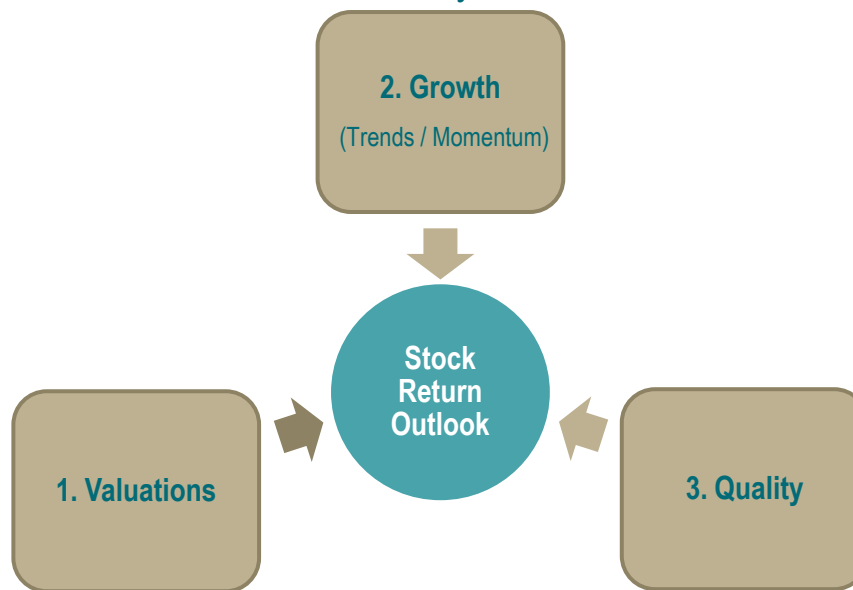 2. Growth
(Trends / Momentum)
Stock
Return
Outlook
1. Valuations
3. Quality